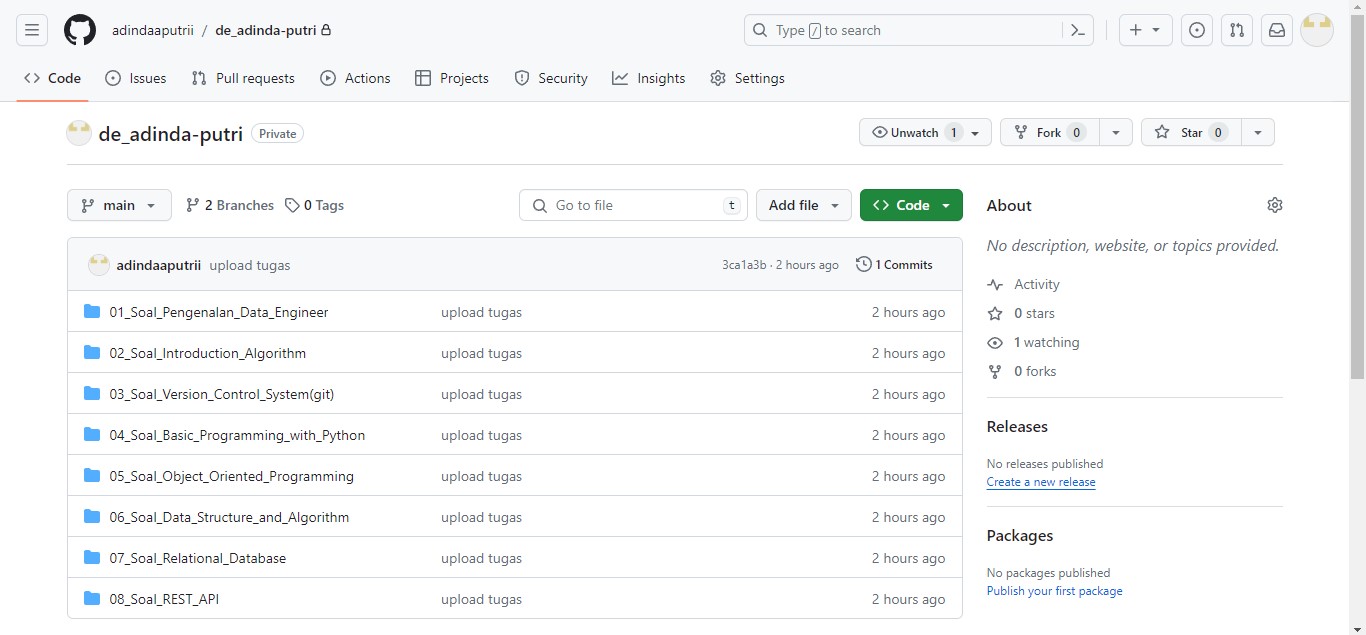 adindaaputrii / de_adinda-putri
Type / to search
Code Issues Pull requests Actions Projects Security Insights Settings
de_adinda-putri Private
Unwatch 1 Fork 0 Star 0
main 2 Branches 0 Tags
Go to file t Add file Code
adindaaputrii upload tugas 3ca1a3b · 2 hours ago 1 Commits
01_Soal_Pengenalan_Data_Engineer upload tugas 2 hours ago
02_Soal_Introduction_Algorithm upload tugas 2 hours ago
03_Soal_Version_Control_System(git) upload tugas 2 hours ago
04_Soal_Basic_Programming_with_Python upload tugas 2 hours ago
05_Soal_Object_Oriented_Programming upload tugas 2 hours ago
06_Soal_Data_Structure_and_Algorithm upload tugas 2 hours ago
07_Soal_Relational_Database upload tugas 2 hours ago
08_Soal_REST_API upload tugas 2 hours ago
About
No description, website, or topics provided.
Activity
0 stars
1 watching
0 forks
Releases
No releases published
Create a new release
Packages
No packages published
Publish your first package